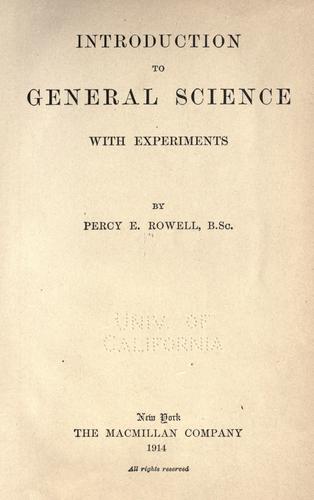 INTRODUCTION
TO
GENERAL SCIENCE
WITH EXPERIMENTS
BY
PERCY E. ROWELL, B.Sc.
UNIV. OF
CALIFORNIA
New York
THE MACMILLAN COMPANY
1914
All rights reserved